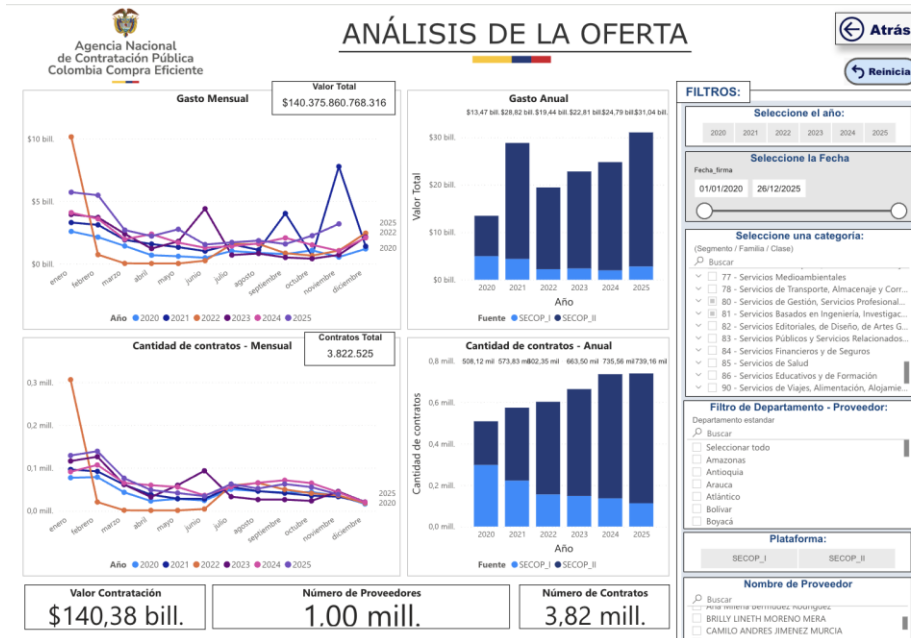 Agencia Nacional
de Contratación Pública
Colombia Compra Eficiente
ANÁLISIS DE LA OFERTA
Atrás
Reinicia
Gasto Mensual
Valor Total
$140.375.860.768.316
$10 bill.
$5 bill.
$0 bill.
2025
2022
2020
enero
febrero
marzo
abril
mayo
junio
julio
agosto
septiembre
octubre
noviembre
diciembre
Año 2020 2021 2022 2023 2024 2025
Gasto Anual
$13,47 bill. $28,82 bill. $19,44 bill. $22,81 bill. $24,79 bill. $31,04 bill.
Valor Total
$30 bill.
$20 bill.
$10 bill.
$0 bill.
2020 2021 2022 2023 2024 2025
Año
Fuente SECOP_I SECOP_II
Cantidad de contratos - Mensual
Contratos Total
3.822.525
0,3 mill.
0,2 mill.
0,1 mill.
0,0 mill.
2025
2020
enero
febrero
marzo
abril
mayo
junio
julio
agosto
septiembre
octubre
noviembre
diciembre
Año 2020 2021 2022 2023 2024 2025
Cantidad de contratos - Anual
508,12 mil 573,83 mil 602,35 mil 663,50 mil 735,56 mil 739,16 mil
Cantidad de contratos
0,8 mill.
0,6 mill.
0,4 mill.
0,2 mill.
0,0 mill.
2020 2021 2022 2023 2024 2025
Año
Fuente SECOP_I SECOP_II
Valor Contratación
$140,38 bill.
Número de Proveedores
1,00 mill.
Número de Contratos
3,82 mill.
FILTROS:
Seleccione el año:
2020 2021 2022 2023 2024 2025
Seleccione la Fecha
Fecha_firma
01/01/2020 26/12/2025
Seleccione una categoría:
(Segmento / Familia / Clase)
Buscar
77 - Servicios Medioambientales
78 - Servicios de Transporte, Almacenaje y Corr...
80 - Servicios de Gestión, Servicios Profesional...
81 - Servicios Basados en Ingeniería, Investigac...
82 - Servicios Editoriales, de Diseño, de Artes G...
83 - Servicios Públicos y Servicios Relacionados...
84 - Servicios Financieros y de Seguros
85 - Servicios de Salud
86 - Servicios Educativos y de Formación
90 - Servicios de Viajes, Alimentación, Alojamie...
Filtro de Departamento - Proveedor:
Departamento estandar
Buscar
Seleccionar todo
Amazonas
Antioquia
Arauca
Atlántico
Bolívar
Boyacá
Plataforma:
SECOP_I SECOP_II
Nombre de Proveedor
Buscar
Ana Milena Bermudez Rodriguez
BRILLY LINETH MORENO MERA
CAMILO ANDRES JIMENEZ MURCIA